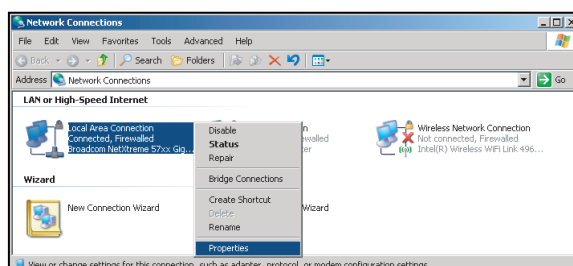 Network Connections
File Edit View Favorites Tools Advanced Help
Back Search Folders
Address Network Connections Go
LAN or High-Speed Internet
Local Area Connection
Connected, Firewalled
Broadcom NetXtreme 57xx Gig...
Disable
Status
Repair
Bridge Connections
Create Shortcut
Delete
Rename
Properties
Wireless Network Connection
Not connected, Firewalled
Intel(R) Wireless WiFi Link 496...
Wizard
New Connection Wizard
Wizard
View or change settings for this connection, such as adapter, protocol, or modem configuration settings.